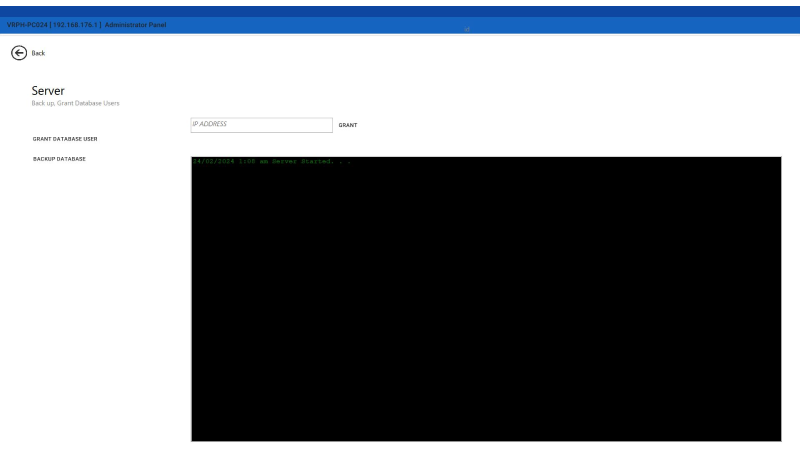 VRPH-PC024 | 192.168.176.1 | Administrator Panel
Back
Server
Back up, Grant Database Users
IP ADDRESS
GRANT
GRANT DATABASE USER
BACKUP DATABASE
24/02/2024 1:08 am Server Started. . .